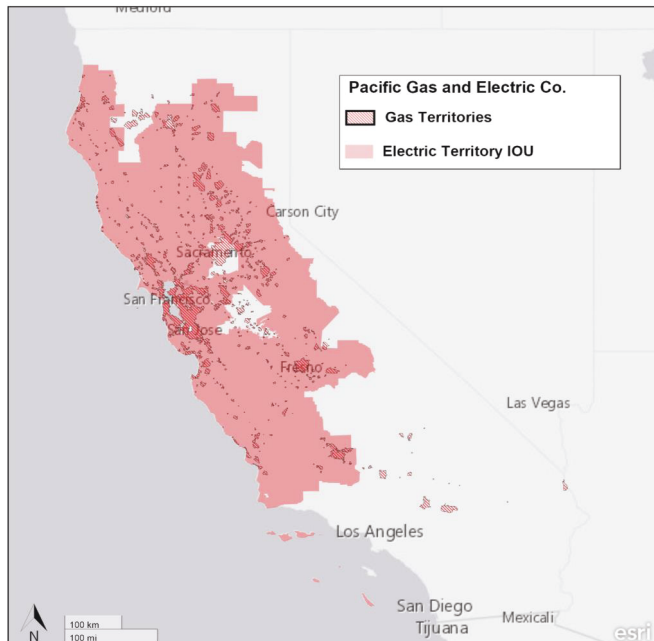 Medford
Pacific Gas and Electric Co.
Gas Territories
Electric Territory IOU
Carson City
Sacramento
San Francisco
San Jose
Fresno
Las Vegas
Los Angeles
San Diego
Tijuana
Mexicali
N
100 km
100 mi
esri